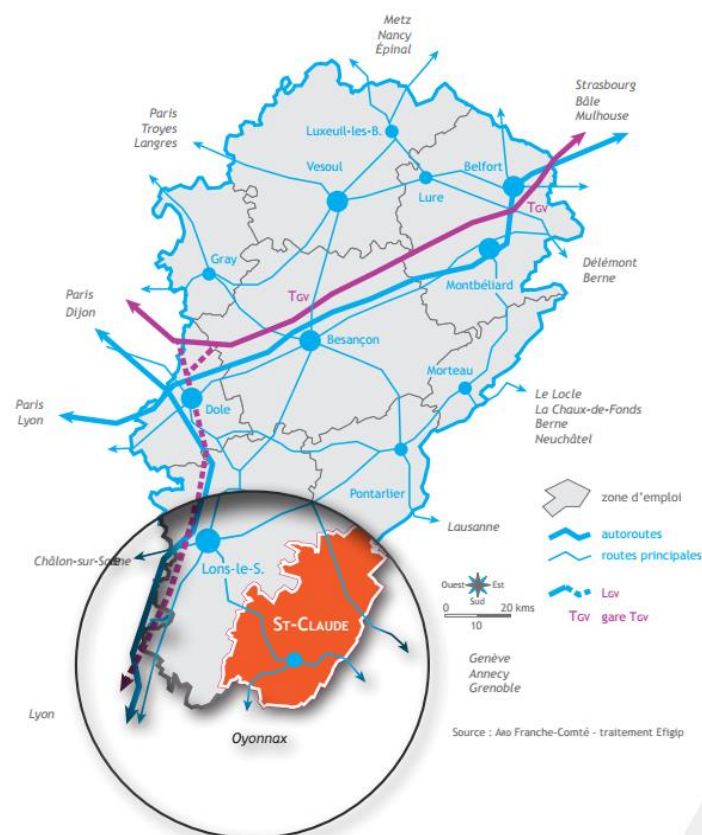 Metz
Nancy
Épinal
Strasbourg
Bâle
Mulhouse
Paris
Troyes
Langres
Luxeuil-les-B.
Vesoul
Belfort
Lure
TGV
Gray
Délémont
Berne
Montbéliard
Paris
Dijon
TGV
Besançon
Morteau
Le Locle
La Chaux-de-Fonds
Berne
Neuchâtel
Paris
Lyon
Dole
Pontarlier
zone d'emploi
Lausanne
autoroutes
routes principales
Châlon-sur-Saône
Lons-le-S.
Ouest Est
Sud
LGV
0 20 kms
10
TGV gare TGV
ST-CLAUDE
Genève
Annecy
Grenoble
Lyon
Oyonnax
Source : ARD Franche-Comté - traitement Efigip